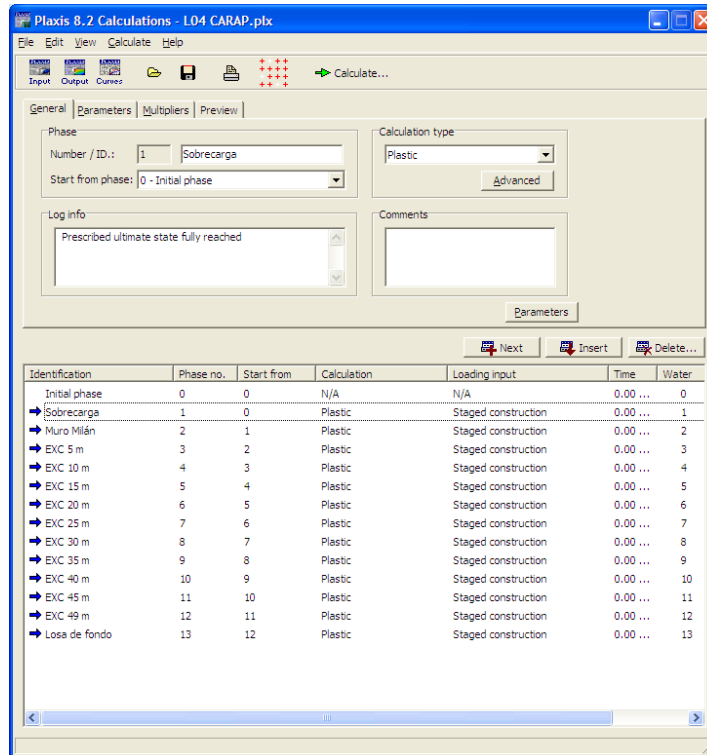 Plaxis 8.2 Calculations - L04 CARAP.plx
File Edit View Calculate Help
Input Output Curves Calculate...
General Parameters Multipliers Preview
Phase Calculation type
Number / ID.: 1 Sobrecarga Plastic
Start from phase: 0 - Initial phase Advanced
Log info Comments
Prescribed ultimate state fully reached
Parameters
Next Insert Delete...
Identification Phase no. Start from Calculation Loading input Time Water
Initial phase 0 0 N/A N/A 0.00 ... 0
Sobrecarga 1 0 Plastic Staged construction 0.00 ... 1
Muro Milán 2 1 Plastic Staged construction 0.00 ... 2
EXC 5 m 3 2 Plastic Staged construction 0.00 ... 3
EXC 10 m 4 3 Plastic Staged construction 0.00 ... 4
EXC 15 m 5 4 Plastic Staged construction 0.00 ... 5
EXC 20 m 6 5 Plastic Staged construction 0.00 ... 6
EXC 25 m 7 6 Plastic Staged construction 0.00 ... 7
EXC 30 m 8 7 Plastic Staged construction 0.00 ... 8
EXC 35 m 9 8 Plastic Staged construction 0.00 ... 9
EXC 40 m 10 9 Plastic Staged construction 0.00 ... 10
EXC 45 m 11 10 Plastic Staged construction 0.00 ... 11
EXC 49 m 12 11 Plastic Staged construction 0.00 ... 12
Losa de fondo 13 12 Plastic Staged construction 0.00 ... 13